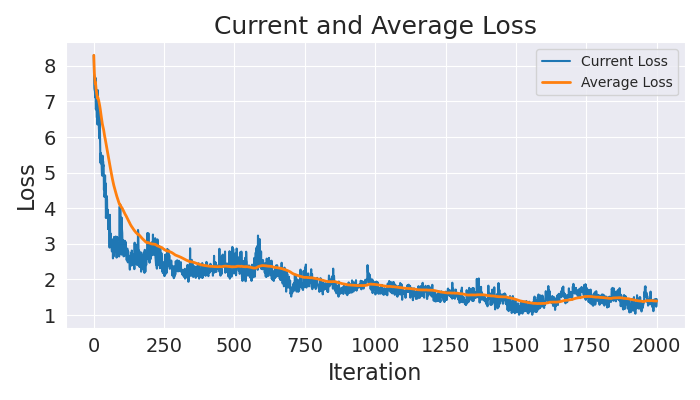 Current and Average Loss
Current Loss
Average Loss
Loss
8
7
6
5
4
3
2
1
0 250 500 750 1000 1250 1500 1750 2000
Iteration